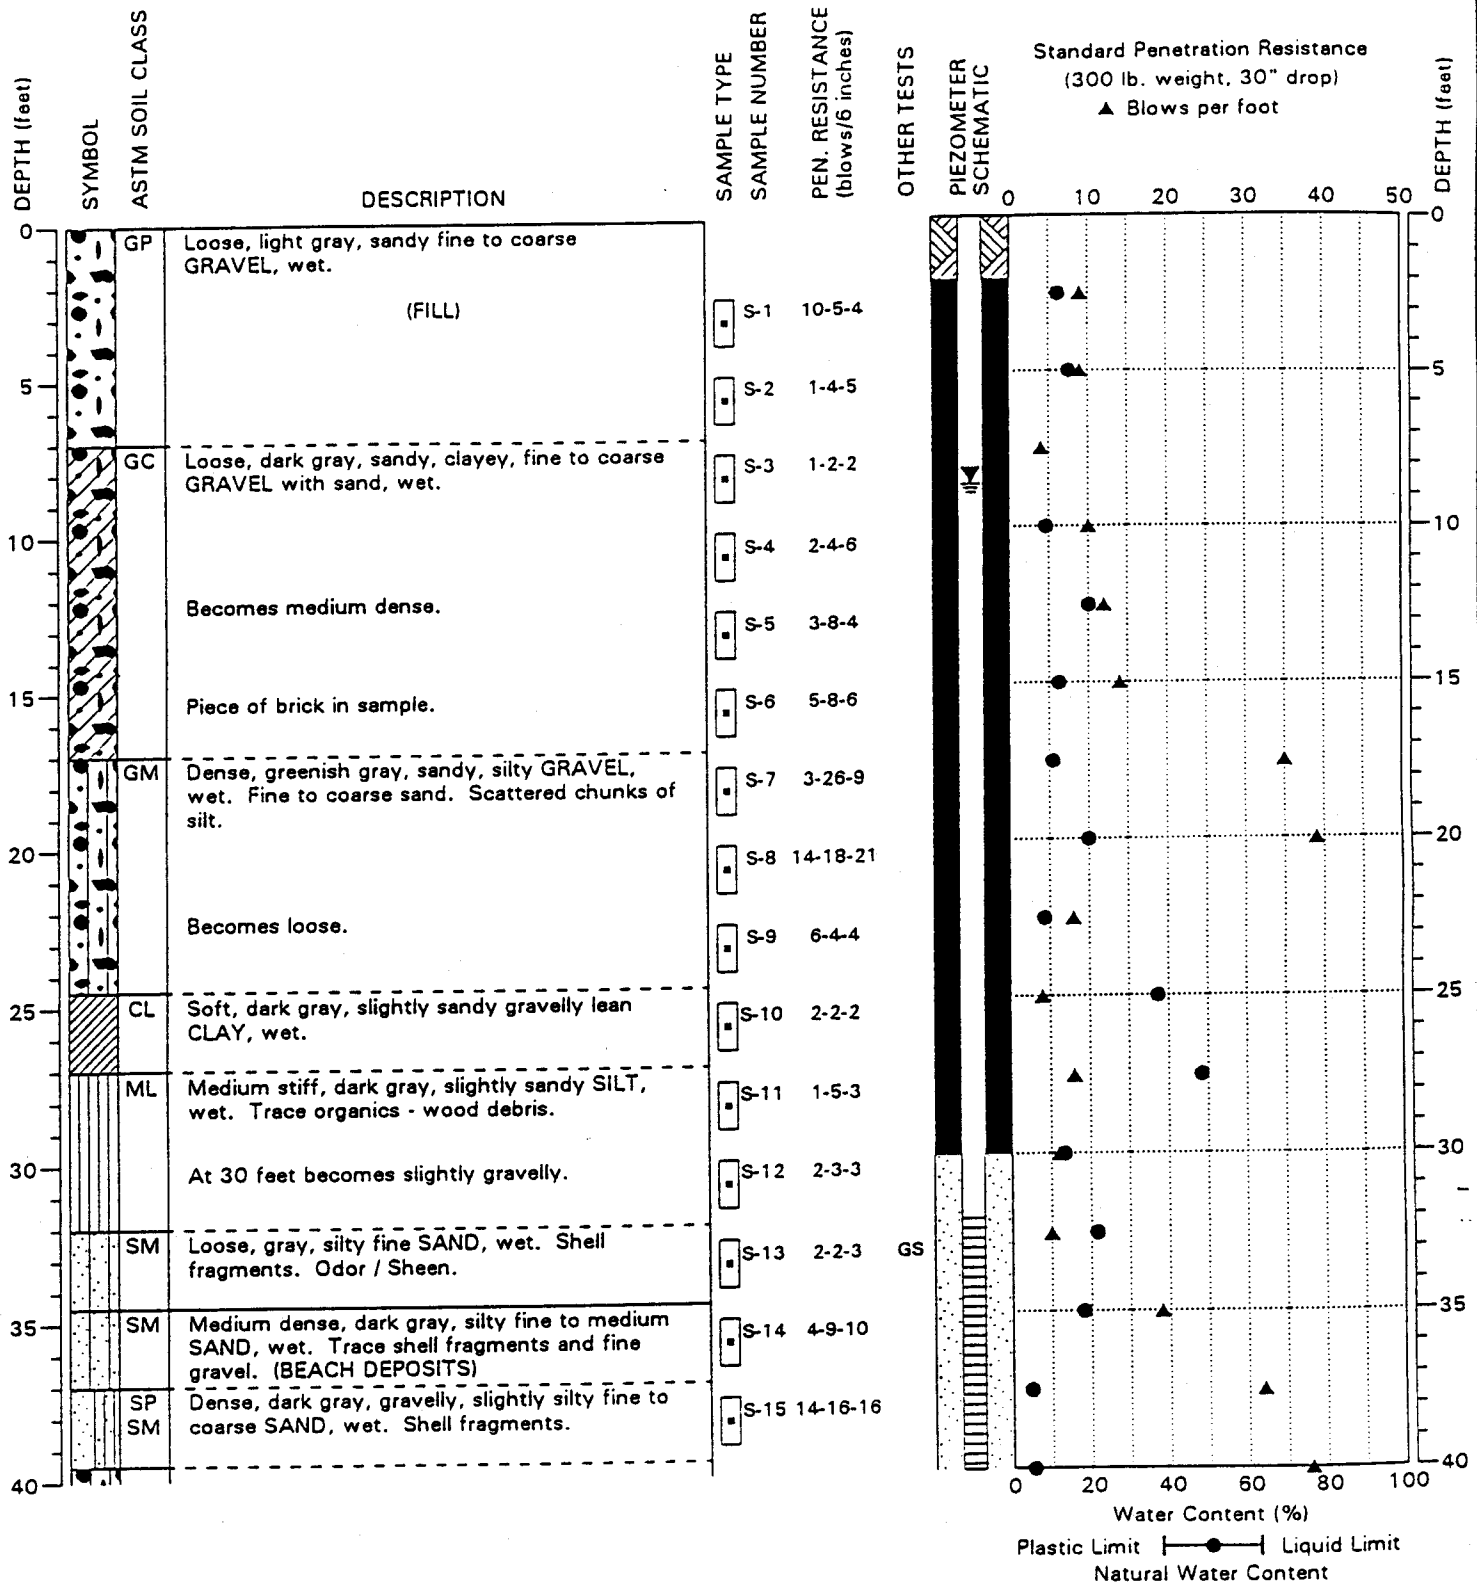 DEPTH (feet)
SYMBOL
ASTM SOIL CLASS
DESCRIPTION
SAMPLE TYPE
SAMPLE NUMBER
PEN. RESISTANCE
(blows/6 inches)
OTHER TESTS
PIEZOMETER
SCHEMATIC
Standard Penetration Resistance
(300 lb. weight, 30" drop)
▲ Blows per foot
0 10 20 30 40 50
DEPTH (feet)
0
GP Loose, light gray, sandy fine to coarse
GRAVEL, wet.
(FILL)
S-1 10-5-4
5
S-2 1-4-5
GC Loose, dark gray, sandy, clayey, fine to coarse
GRAVEL with sand, wet.
S-3 1-2-2
10
S-4 2-4-6
Becomes medium dense.
S-5 3-8-4
15
Piece of brick in sample.
S-6 5-8-6
GM Dense, greenish gray, sandy, silty GRAVEL,
wet. Fine to coarse sand. Scattered chunks of
silt.
S-7 3-26-9
20
S-8 14-18-21
Becomes loose.
S-9 6-4-4
25
CL Soft, dark gray, slightly sandy gravelly lean
CLAY, wet.
S-10 2-2-2
ML Medium stiff, dark gray, slightly sandy SILT,
wet. Trace organics - wood debris.
S-11 1-5-3
30
At 30 feet becomes slightly gravelly.
S-12 2-3-3
SM Loose, gray, silty fine SAND, wet. Shell
fragments. Odor / Sheen.
S-13 2-2-3 GS
35
SM Medium dense, dark gray, silty fine to medium
SAND, wet. Trace shell fragments and fine
gravel. (BEACH DEPOSITS)
S-14 4-9-10
SP Dense, dark gray, gravelly, slightly silty fine to
SM coarse SAND, wet. Shell fragments.
S-15 14-16-16
40
0
5
10
15
20
25
30
35
40
0 20 40 60 80 100
Water Content (%)
Plastic Limit Liquid Limit
Natural Water Content